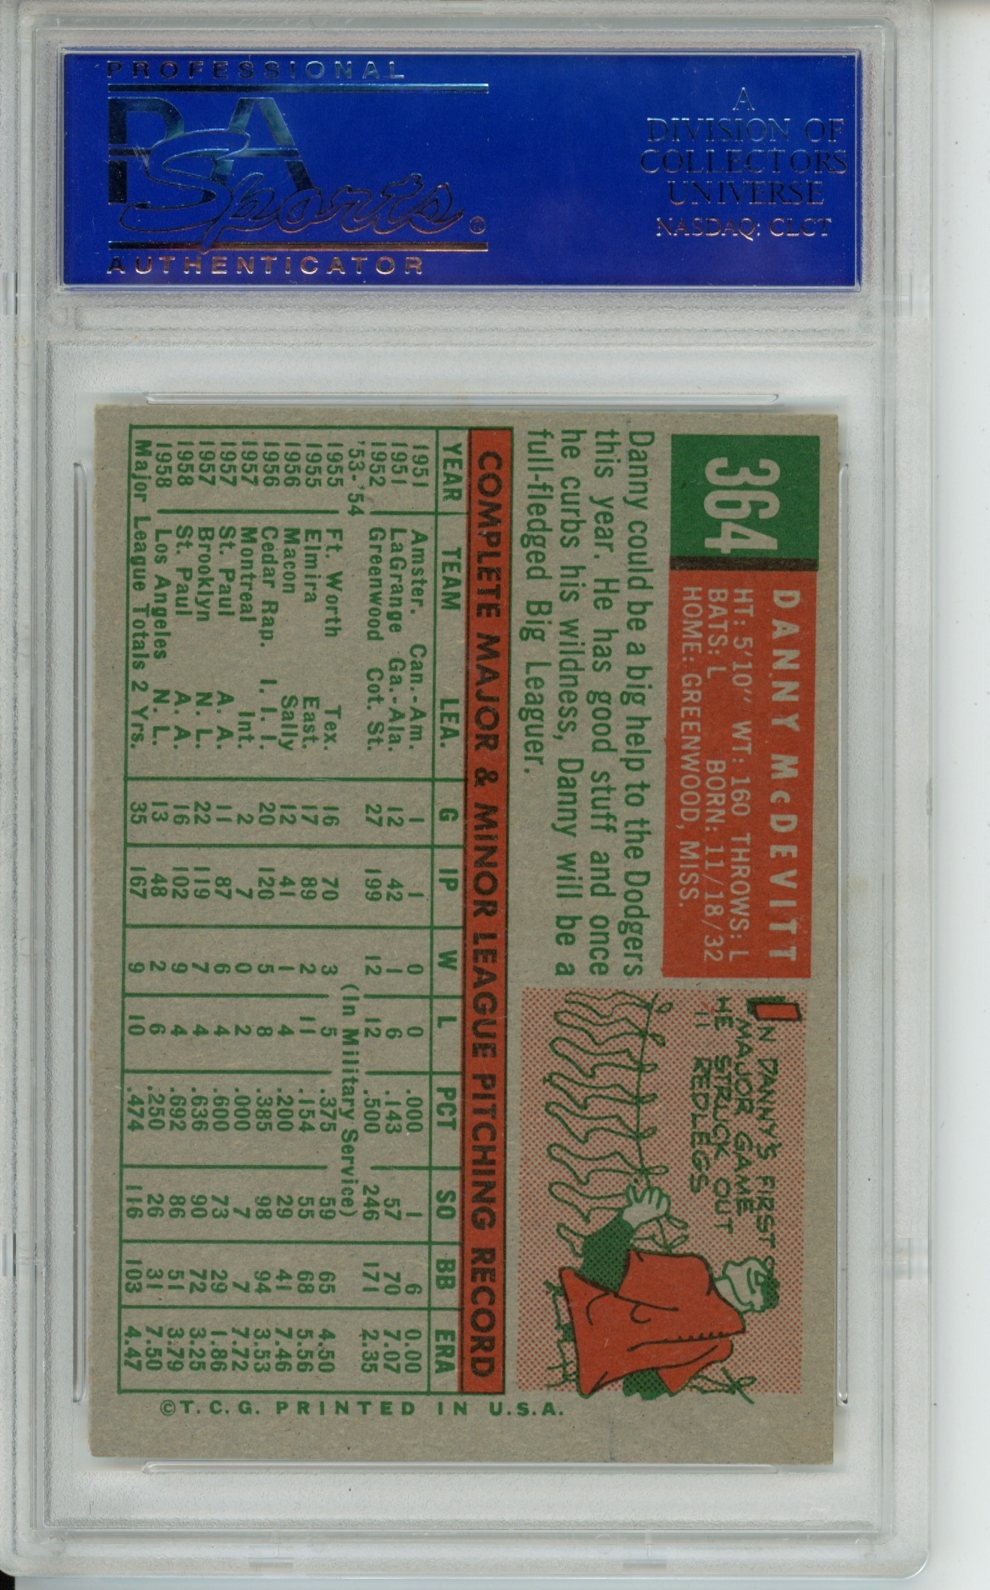 PROFESSIONAL
PSA
Sports®
AUTHENTICATOR
A
DIVISION OF
COLLECTORS
UNIVERSE
NASDAQ: CLCT
364
DANNY McDEVITT
HT: 5'10" WT: 160 THROWS: L
BATS: L BORN: 11/18/32
HOME: GREENWOOD, MISS.
Danny could be a big help to the Dodgers
this year. He has good stuff and once
he curbs his wildness, Danny will be a
full-fledged Big Leaguer.
IN DANNY'S FIRST
MAJOR GAME
HE STRUCK OUT
11 REDLEGS
COMPLETE MAJOR & MINOR LEAGUE PITCHING RECORD
YEAR TEAM LEA. G IP W L PCT SO BB ERA
1951 Amster. Can.-Am. 1 1 0 0 .000 1 6 0.00
1951 LaGrange Ga.-Ala. 12 42 1 6 .143 57 70 7.07
1952 Greenwood Cot. St. 27 199 12 12 .500 246 171 2.35
'53-'54 (In Military Service)
1955 Ft. Worth Tex. 16 70 3 5 .375 59 65 4.50
1955 Elmira East. 17 89 2 11 .154 55 68 5.56
1956 Macon Sally 12 41 1 4 .200 29 41 7.46
1956 Cedar Rap. I. I. I. 20 120 5 8 .385 98 94 3.53
1957 Montreal Int. 2 7 0 2 .000 7 7 7.72
1957 St. Paul A. A. 11 87 6 4 .600 73 29 1.86
1957 Brooklyn N. L. 22 119 7 4 .636 90 72 3.25
1958 St. Paul A. A. 16 102 9 4 .692 86 51 3.79
1958 Los Angeles N. L. 13 48 2 6 .250 26 31 7.50
Major League Totals 2 Yrs. 35 167 9 10 .474 116 103 4.47
©T.C.G. PRINTED IN U.S.A.